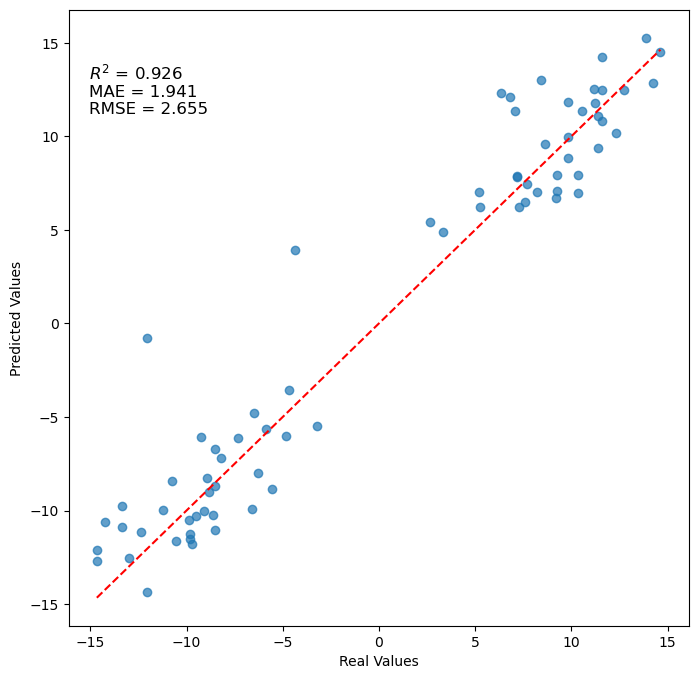 R² = 0.926
MAE = 1.941
RMSE = 2.655
15
10
5
0
−5
−10
−15
Predicted Values
−15 −10 −5 0 5 10 15
Real Values